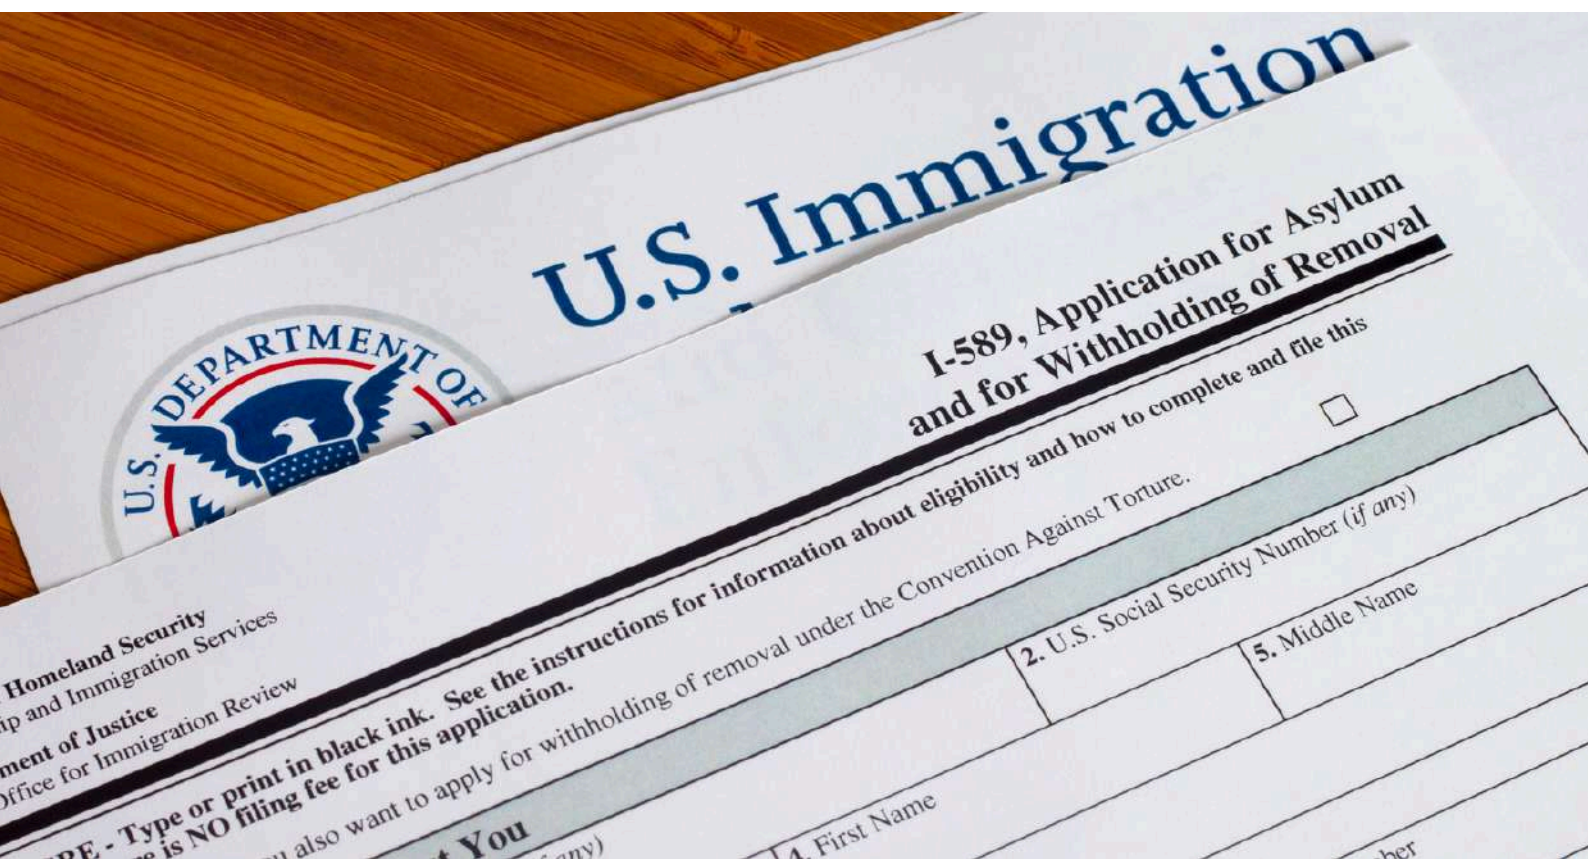 U.S. DEPARTMENT OF
U.S. Immigration
I-589, Application for Asylum
and for Withholding of Removal
Homeland Security
and Immigration Services
of Justice
Office for Immigration Review
- Type or print in black ink. See the instructions for information about eligibility and how to complete and file this
is NO filing fee for this application.
also want to apply for withholding of removal under the Convention Against Torture.
You
2. U.S. Social Security Number (if any)
4. First Name
5. Middle Name